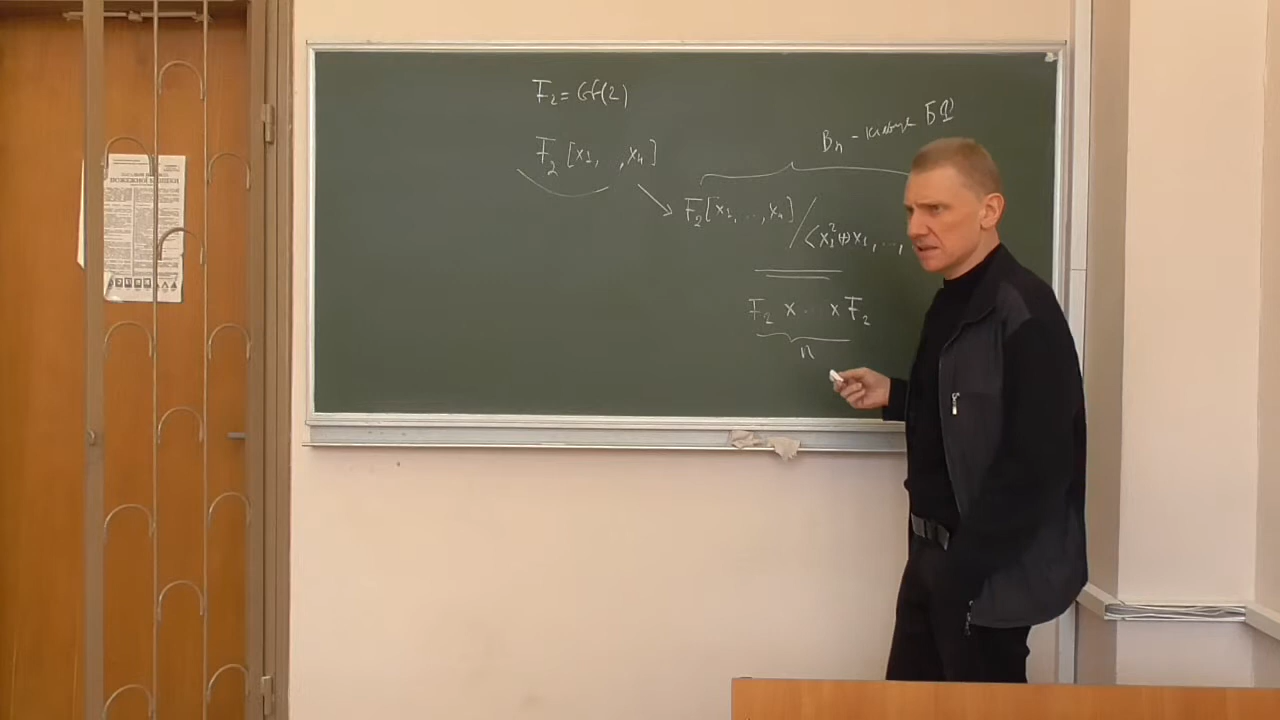 F₂ = GF(2)
F₂ [x₁, , xₙ]
Bₙ - кольцо БФ
F₂[x₁, ..., xₙ] / <x₁² ⊕ x₁, ...,
F₂ x ... x F₂
n